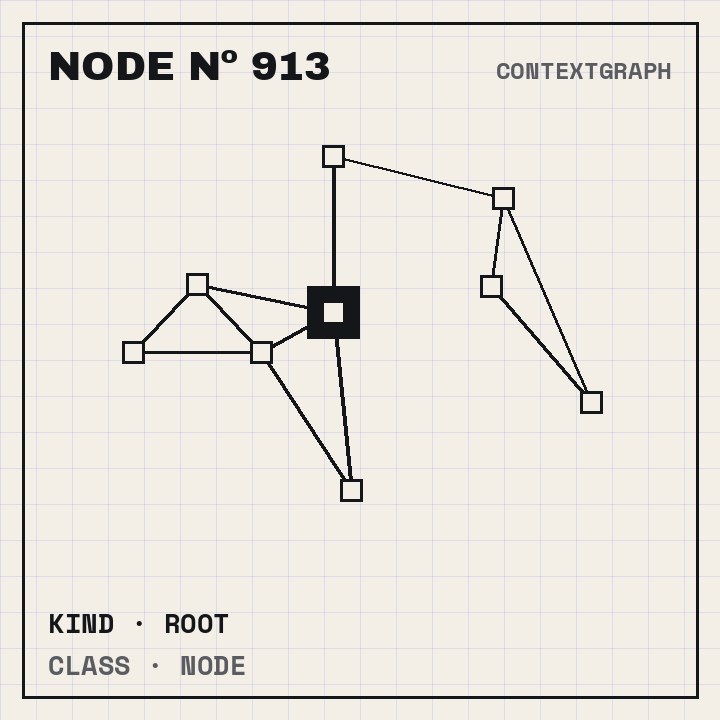 NODE Nº 913
CONTEXTGRAPH
KIND · ROOT
CLASS · NODE